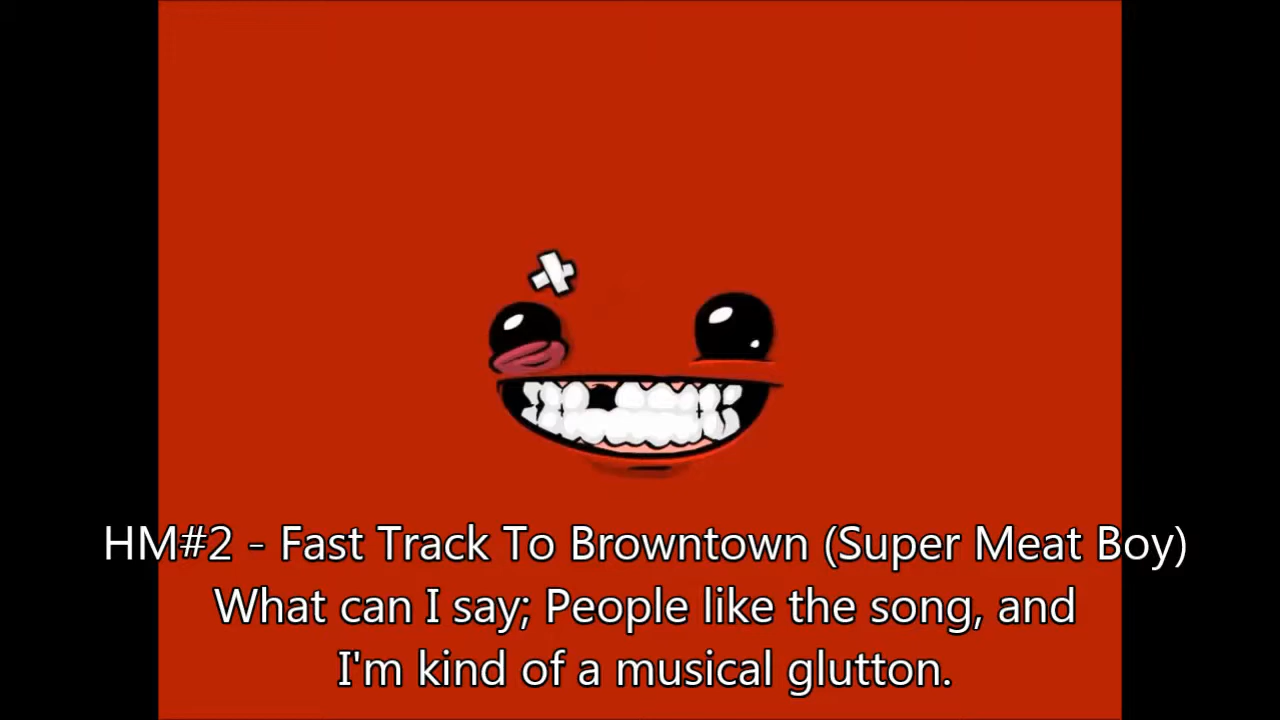 HM#2 - Fast Track To Browntown (Super Meat Boy)
What can I say; People like the song, and
I'm kind of a musical glutton.